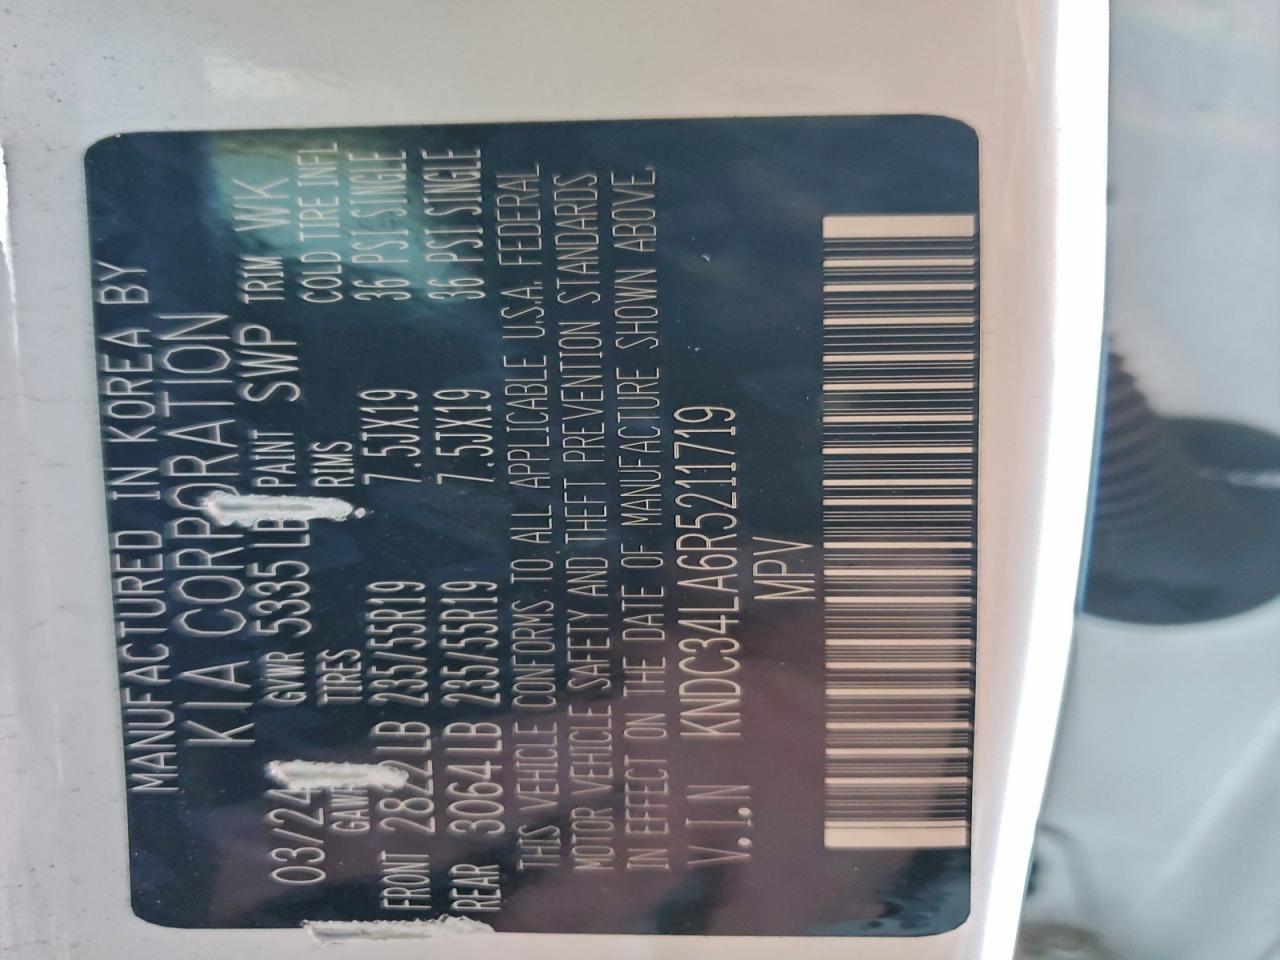 MANUFACTURED IN KOREA BY
KIA CORPORATION
03/24 GVWR 5335LB PAINT SWP TRIM WK
TIRES RIMS COLD TIRE INFL
FRONT 2822LB 235/55R19 7.5JX19 36 PSI SINGLE
REAR 3064LB 235/55R19 7.5JX19 36 PSI SINGLE
THIS VEHICLE CONFORMS TO ALL APPLICABLE U.S.A. FEDERAL
MOTOR VEHICLE SAFETY AND THEFT PREVENTION STANDARDS
IN EFFECT ON THE DATE OF MANUFACTURE SHOWN ABOVE.
V.I.N KNDC34LA6R5211719
MPV